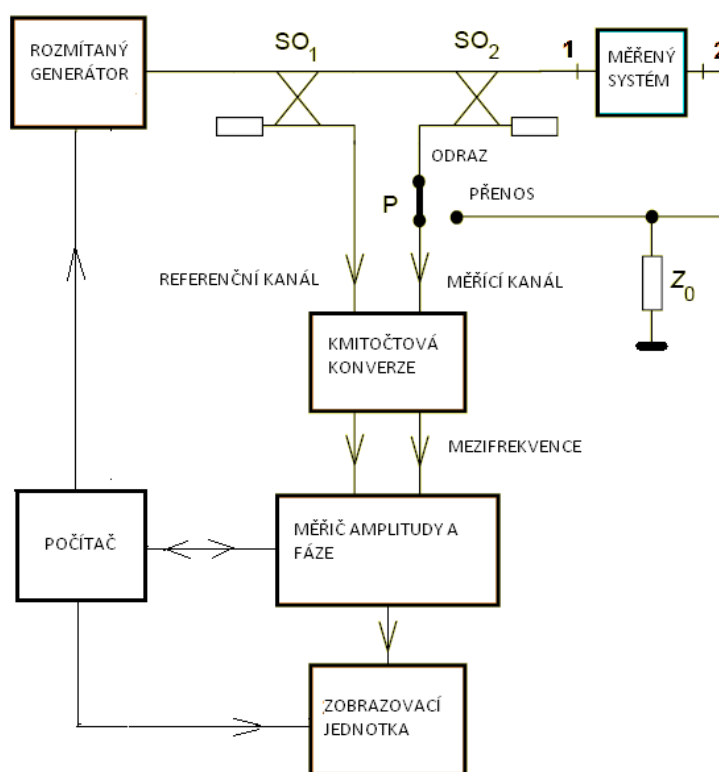 ROZMÍTANÝ
GENERÁTOR
SO1
SO2
1
MĚŘENÝ
SYSTÉM
2
ODRAZ
P
PŘENOS
REFERENČNÍ KANÁL
MĚŘÍCÍ KANÁL
Z0
KMITOČTOVÁ
KONVERZE
MEZIFREKVENCE
POČÍTAČ
MĚŘIČ AMPLITUDY A
FÁZE
ZOBRAZOVACÍ
JEDNOTKA